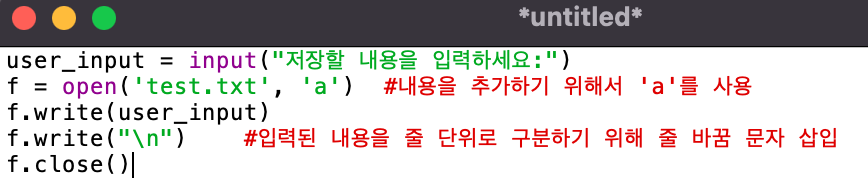 *untitled*
user_input = input("저장할 내용을 입력하세요:")
f = open('test.txt', 'a')  #내용을 추가하기 위해서 'a'를 사용
f.write(user_input)
f.write("\n")    #입력된 내용을 줄 단위로 구분하기 위해 줄 바꿈 문자 삽입
f.close()